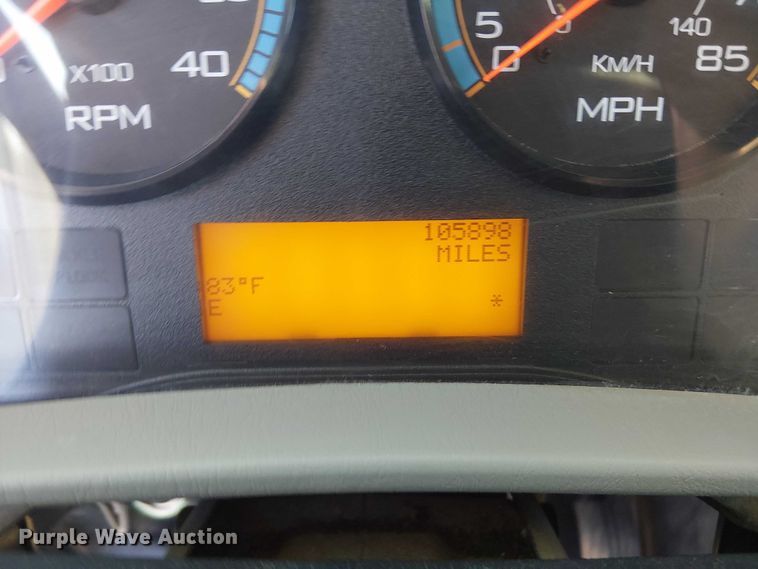 40
X100
RPM
5
0
140
KM/H
85
MPH
105898
MILES
83°F
E *
Purple Wave Auction